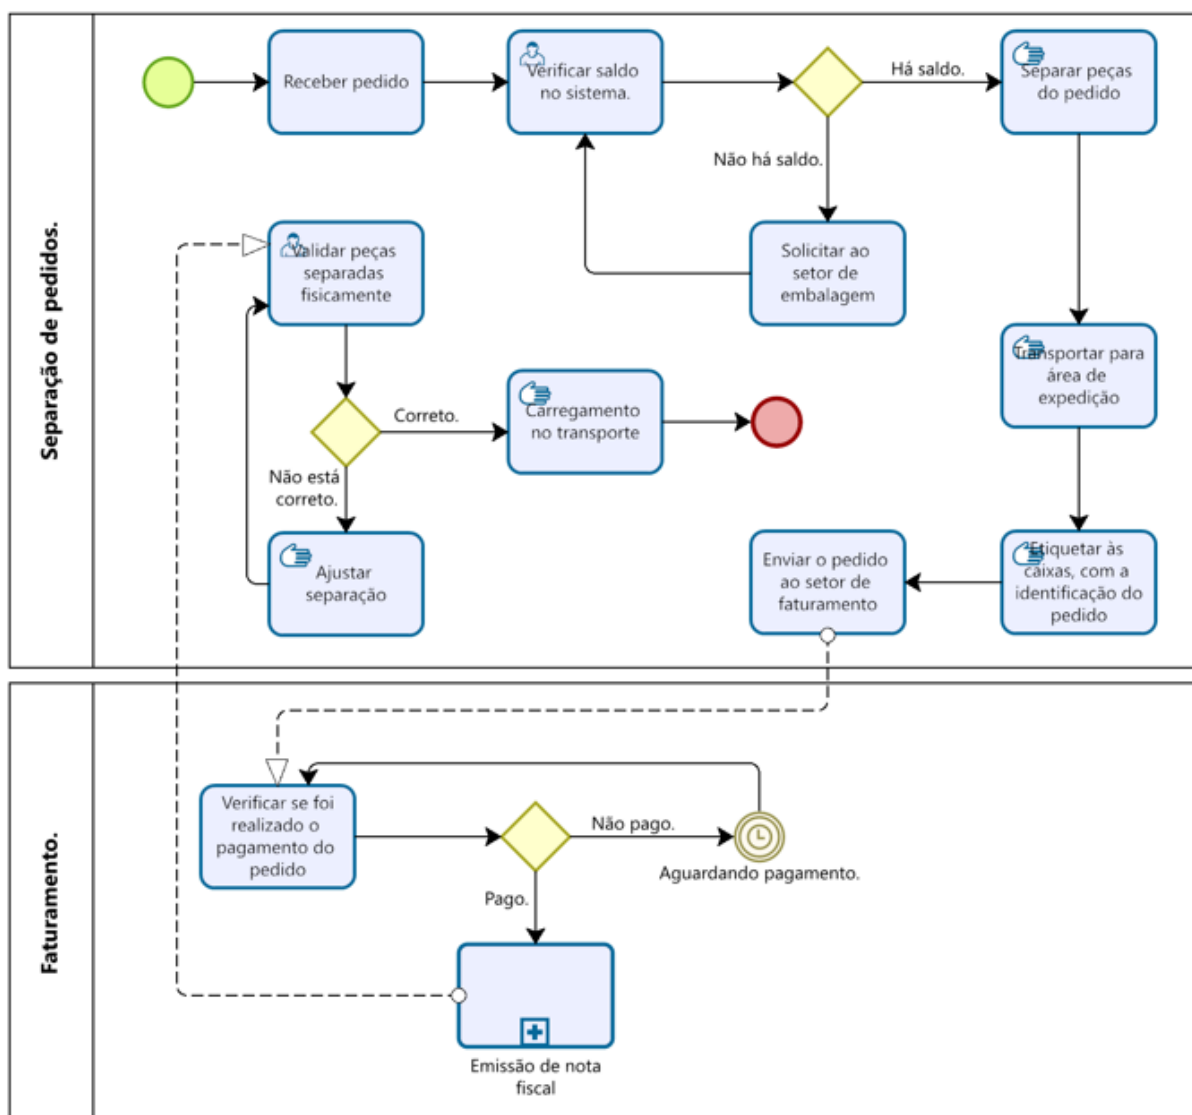 Separação de pedidos.
Receber pedido
Verificar saldo
no sistema.
Há saldo.
Separar peças
do pedido
Não há saldo.
Solicitar ao
setor de
embalagem
Validar peças
separadas
fisicamente
Transportar para
área de
expedição
Correto.
Carregamento
no transporte
Não está
correto.
Ajustar
separação
Enviar o pedido
ao setor de
faturamento
Etiquetar às
caixas, com a
identificação do
pedido
Faturamento.
Verificar se foi
realizado o
pagamento do
pedido
Não pago.
Aguardando pagamento.
Pago.
Emissão de nota
fiscal